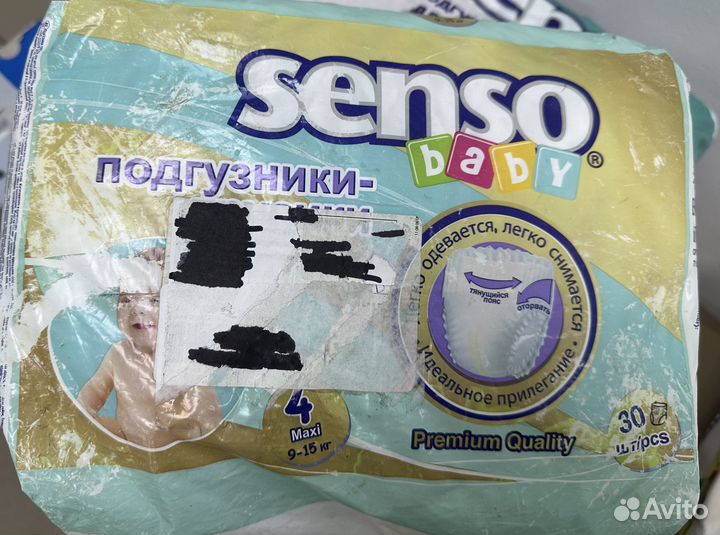 senso
baby
®
подгузники-
легко одевается, легко снимается
• Идеальное прилегание •
тянущийся
пояс
оторвать
4
Maxi
9-15 кг
30
шт/pcs
Premium Quality
Avito